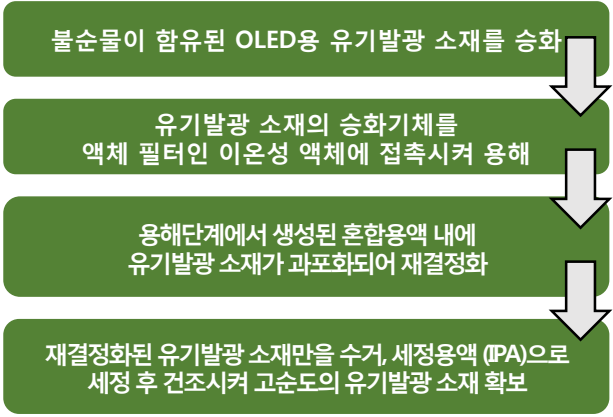 불순물이 함유된 OLED용 유기발광 소재를 승화
유기발광 소재의 승화기체를
액체 필터인 이온성 액체에 접촉시켜 용해
용해단계에서 생성된 혼합용액 내에
유기발광 소재가 과포화되어 재결정화
재결정화된 유기발광 소재만을 수거, 세정용액 (IPA)으로
세정 후 건조시켜 고순도의 유기발광 소재 확보